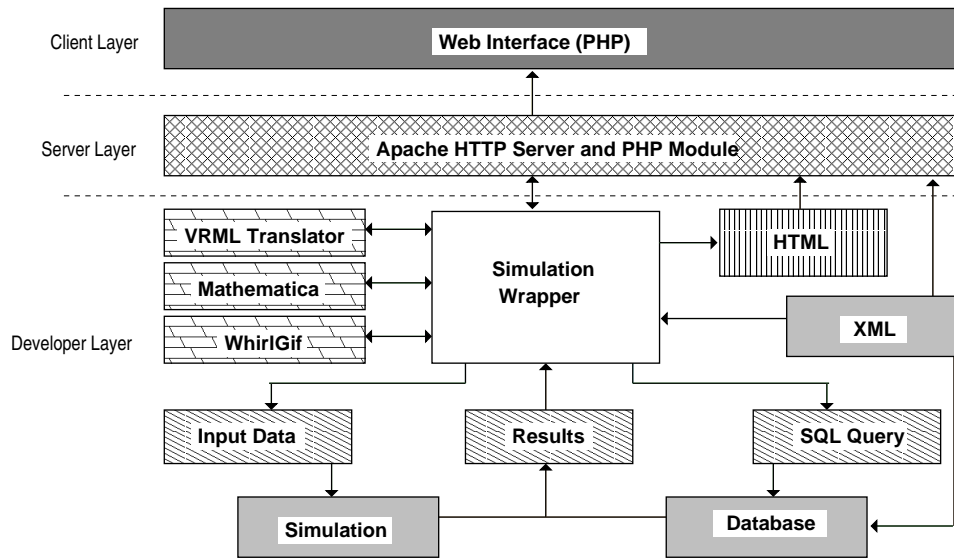 Client Layer
Web Interface (PHP)
Server Layer
Apache HTTP Server and PHP Module
Developer Layer
VRML Translator
Mathematica
WhirlGif
Simulation
Wrapper
HTML
XML
Input Data
Results
SQL Query
Simulation
Database